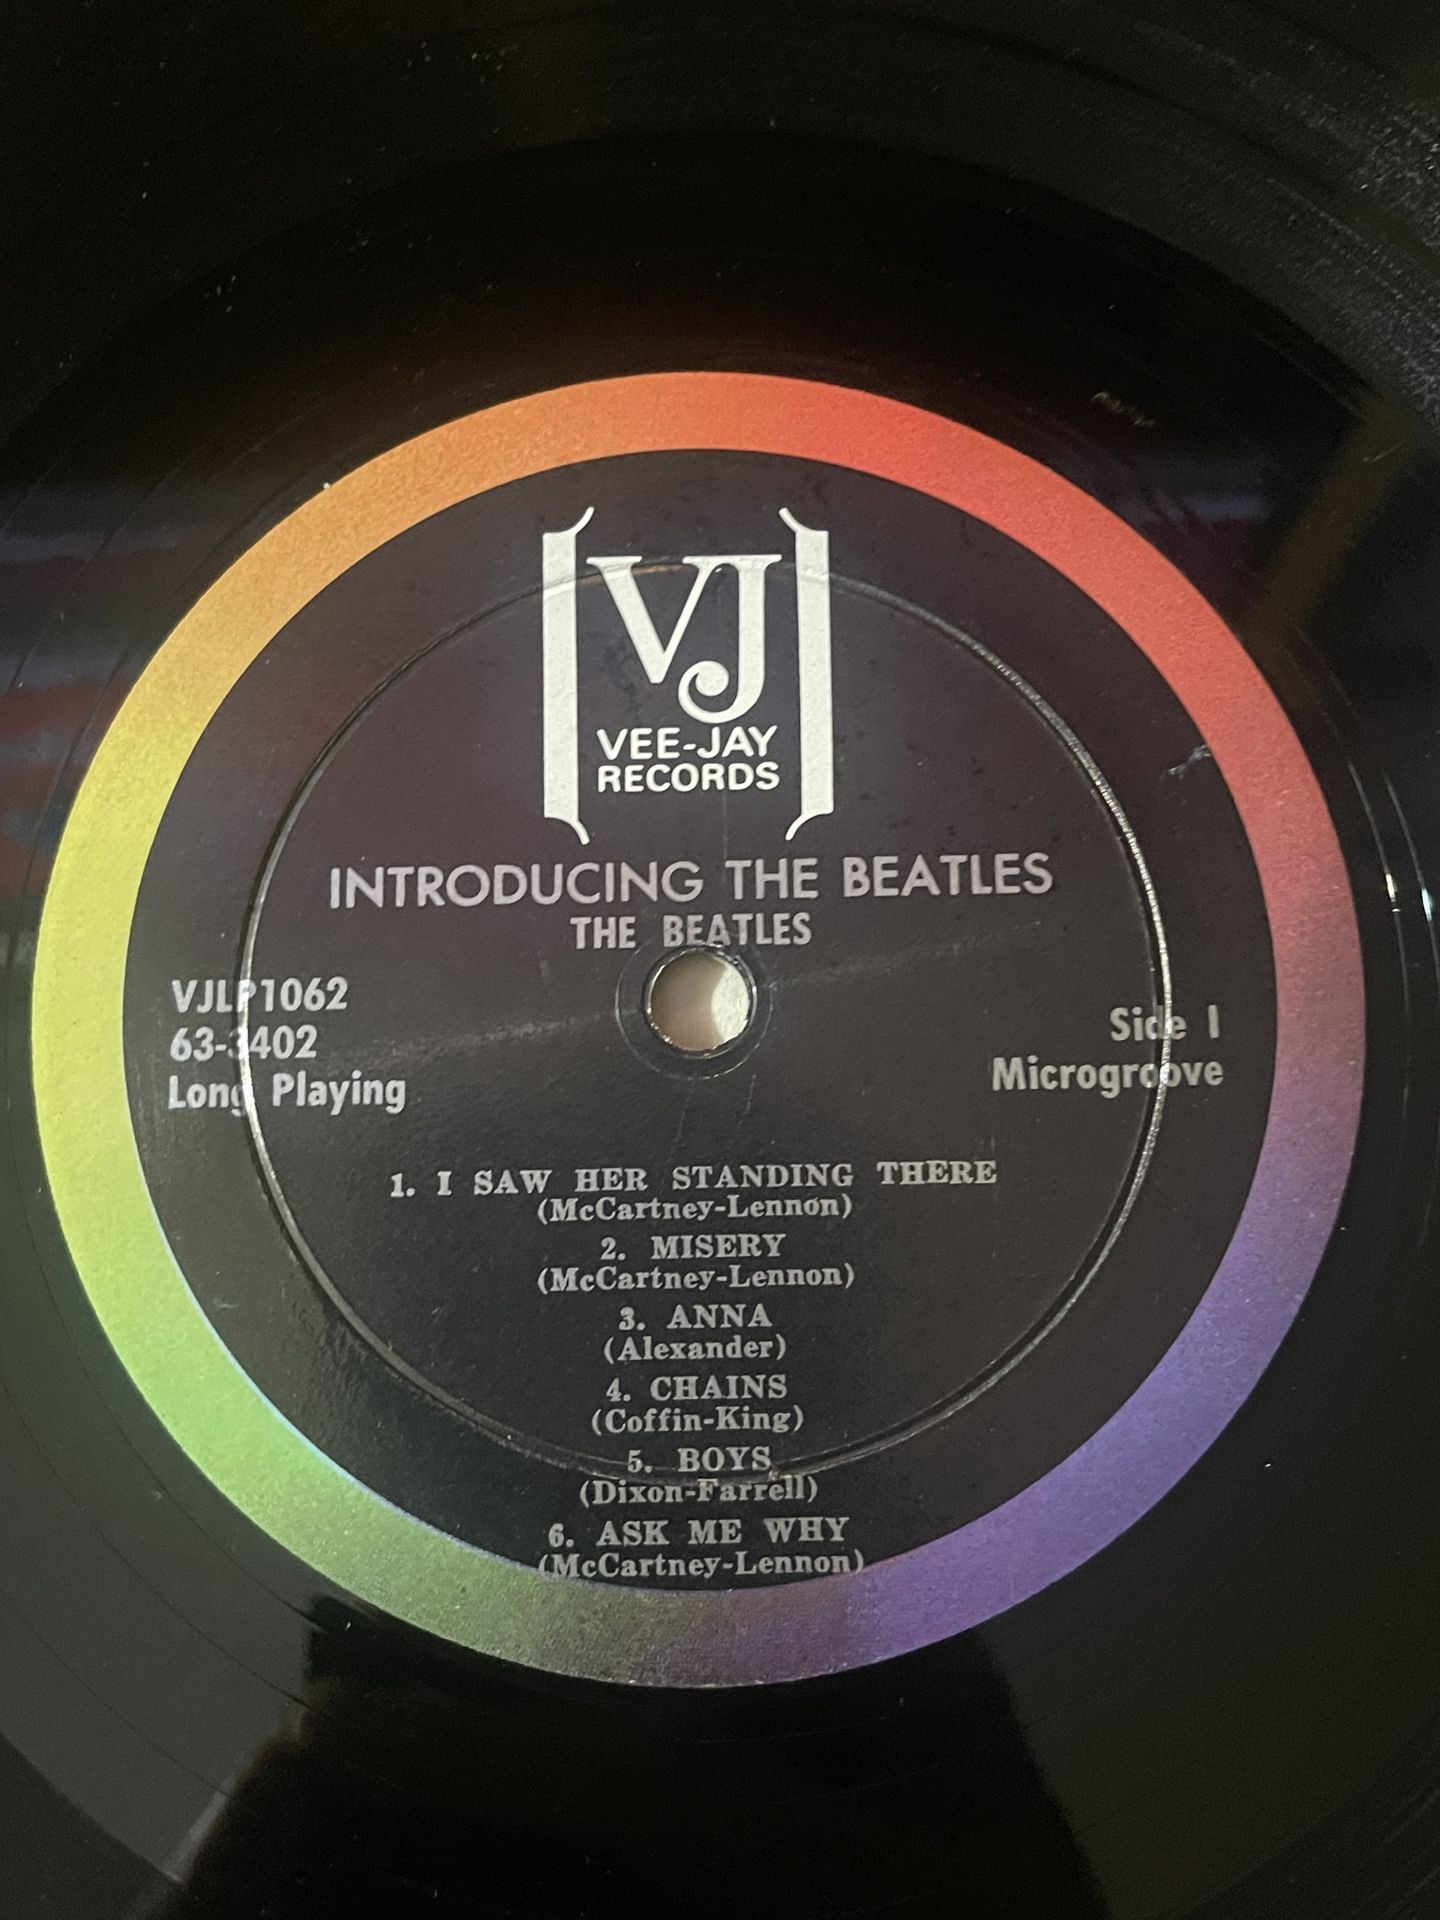 VJ
VEE-JAY
RECORDS
INTRODUCING THE BEATLES
THE BEATLES
VJLP1062
63-3402
Long Playing
Side 1
Microgroove
1. I SAW HER STANDING THERE
(McCartney-Lennon)
2. MISERY
(McCartney-Lennon)
3. ANNA
(Alexander)
4. CHAINS
(Coffin-King)
5. BOYS
(Dixon-Farrell)
6. ASK ME WHY
(McCartney-Lennon)